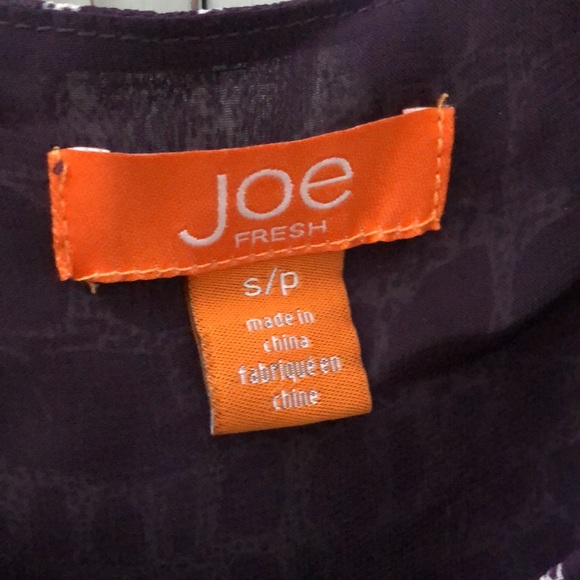 Joe
FRESH
s/p
made in
china
fabriqué en
chine